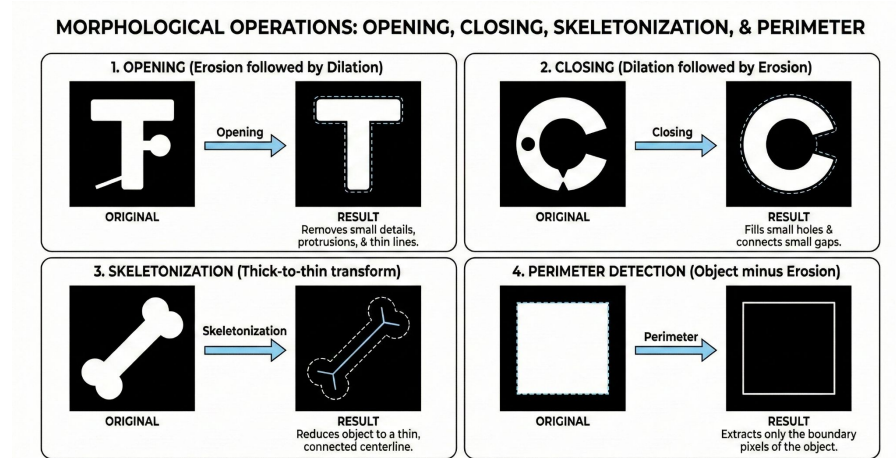 MORPHOLOGICAL OPERATIONS: OPENING, CLOSING, SKELETONIZATION, & PERIMETER
1. OPENING (Erosion followed by Dilation)
Opening
ORIGINAL
RESULT
Removes small details,
protrusions, & thin lines.
2. CLOSING (Dilation followed by Erosion)
Closing
ORIGINAL
RESULT
Fills small holes &
connects small gaps.
3. SKELETONIZATION (Thick-to-thin transform)
Skeletonization
ORIGINAL
RESULT
Reduces object to a thin,
connected centerline.
4. PERIMETER DETECTION (Object minus Erosion)
Perimeter
ORIGINAL
RESULT
Extracts only the boundary
pixels of the object.